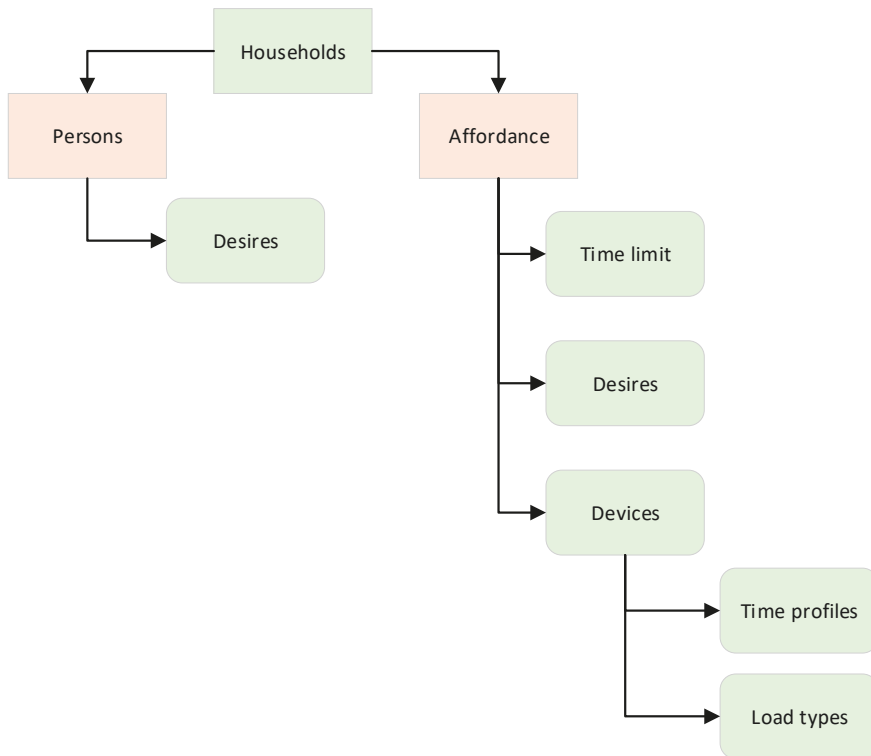 Households
Persons
Affordance
Desires
Time limit
Desires
Devices
Time profiles
Load types